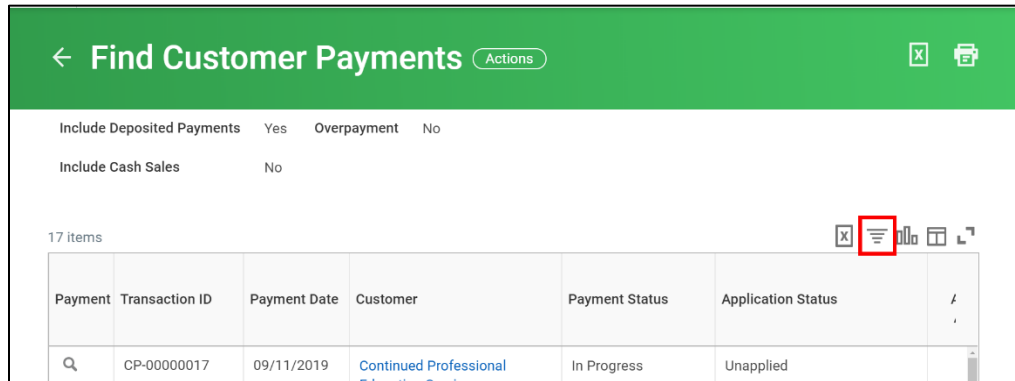 Find Customer Payments Actions
Include Deposited Payments Yes Overpayment No
Include Cash Sales No
17 items
Payment Transaction ID Payment Date Customer Payment Status Application Status
CP-00000017 09/11/2019 Continued Professional In Progress Unapplied